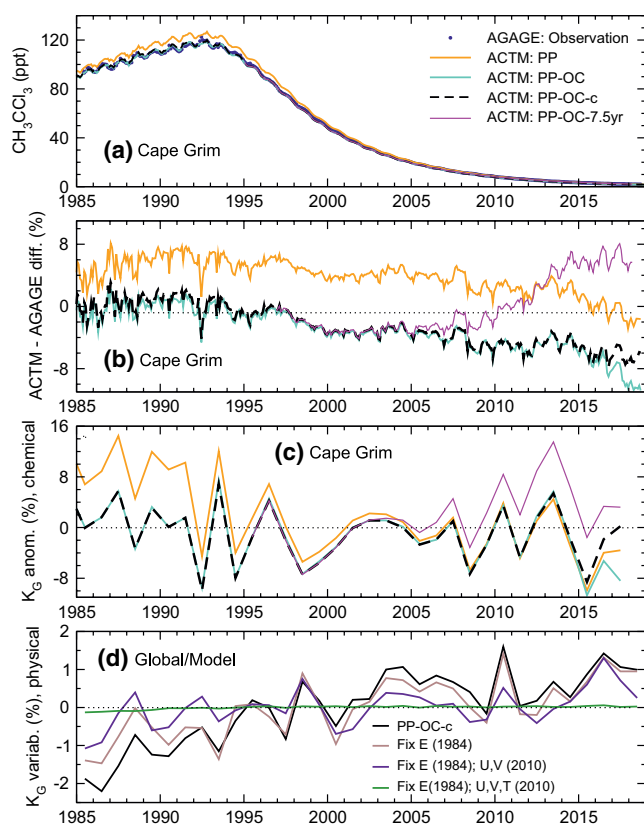 120
80
40
0
CH3CCl3 (ppt)
AGAGE: Observation
ACTM: PP
ACTM: PP-OC
ACTM: PP-OC-c
ACTM: PP-OC-7.5yr
(a) Cape Grim
1985 1990 1995 2000 2005 2010 2015
8
0
-8
ACTM - AGAGE diff. (%)
(b) Cape Grim
1985 1990 1995 2000 2005 2010 2015
16
8
0
-8
KG anom. (%), chemical
(c) Cape Grim
1985 1990 1995 2000 2005 2010 2015
2
1
0
-1
-2
KG variab. (%), physical
(d) Global/Model
PP-OC-c
Fix E (1984)
Fix E (1984); U,V (2010)
Fix E(1984); U,V,T (2010)
1985 1990 1995 2000 2005 2010 2015